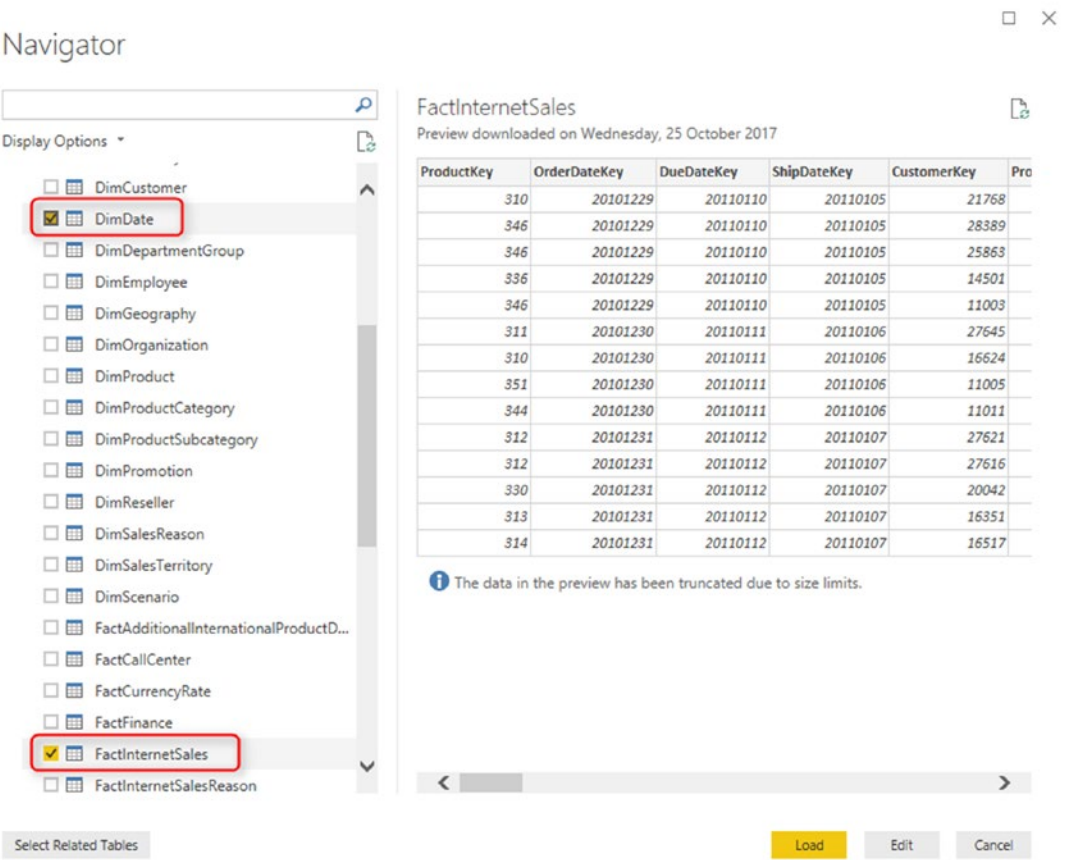 Navigator
Display Options
DimCustomer
DimDate
DimDepartmentGroup
DimEmployee
DimGeography
DimOrganization
DimProduct
DimProductCategory
DimProductSubcategory
DimPromotion
DimReseller
DimSalesReason
DimSalesTerritory
DimScenario
FactAdditionalInternationalProductD...
FactCallCenter
FactCurrencyRate
FactFinance
FactInternetSales
FactInternetSalesReason
FactInternetSales
Preview downloaded on Wednesday, 25 October 2017
ProductKey OrderDateKey DueDateKey ShipDateKey CustomerKey Pro
310 20101229 20110110 20110105 21768
346 20101229 20110110 20110105 28389
346 20101229 20110110 20110105 25863
336 20101229 20110110 20110105 14501
346 20101229 20110110 20110105 11003
311 20101230 20110111 20110106 27645
310 20101230 20110111 20110106 16624
351 20101230 20110111 20110106 11005
344 20101230 20110111 20110106 11011
312 20101231 20110112 20110107 27621
312 20101231 20110112 20110107 27616
330 20101231 20110112 20110107 20042
313 20101231 20110112 20110107 16351
314 20101231 20110112 20110107 16517
The data in the preview has been truncated due to size limits.
Select Related Tables
Load Edit Cancel